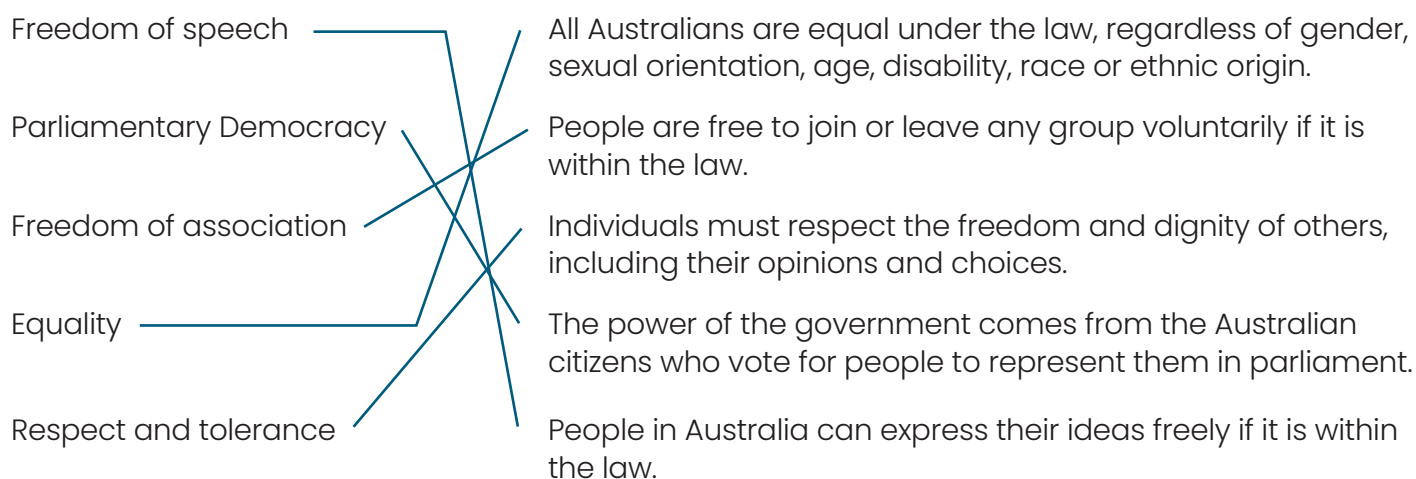 Freedom of speech
All Australians are equal under the law, regardless of gender,
sexual orientation, age, disability, race or ethnic origin.
Parliamentary Democracy
People are free to join or leave any group voluntarily if it is
within the law.
Freedom of association
Individuals must respect the freedom and dignity of others,
including their opinions and choices.
Equality
The power of the government comes from the Australian
citizens who vote for people to represent them in parliament.
Respect and tolerance
People in Australia can express their ideas freely if it is within
the law.